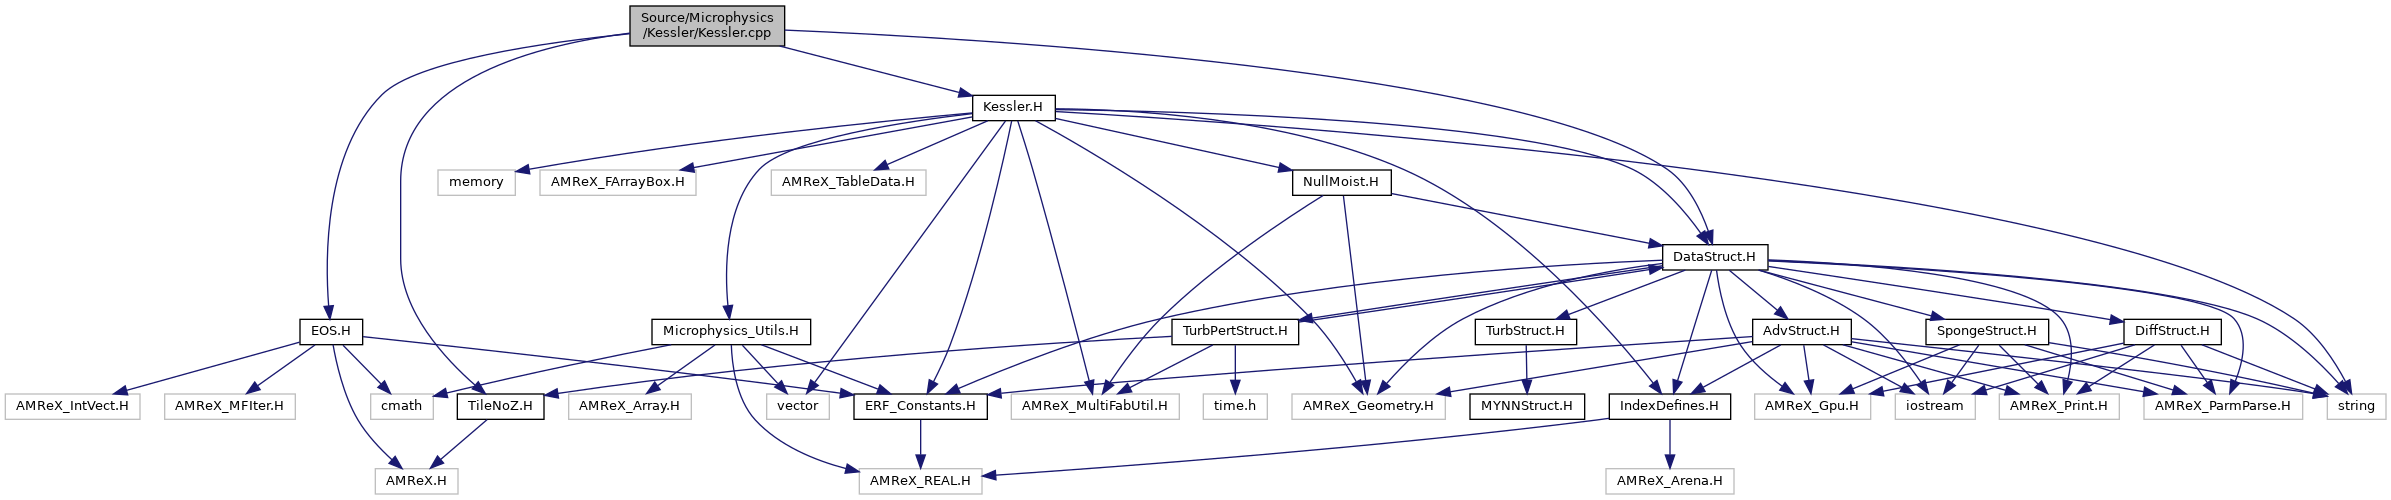 Source/Microphysics
/Kessler/Kessler.cpp
Kessler.H
memory
AMReX_FArrayBox.H
AMReX_TableData.H
NullMoist.H
DataStruct.H
EOS.H
Microphysics_Utils.H
TurbPertStruct.H
TurbStruct.H
AdvStruct.H
SpongeStruct.H
DiffStruct.H
AMReX_IntVect.H
AMReX_MFIter.H
cmath
TileNoZ.H
AMReX_Array.H
vector
ERF_Constants.H
AMReX_MultiFabUtil.H
time.h
AMReX_Geometry.H
MYNNStruct.H
IndexDefines.H
AMReX_Gpu.H
iostream
AMReX_Print.H
AMReX_ParmParse.H
string
AMReX.H
AMReX_REAL.H
AMReX_Arena.H